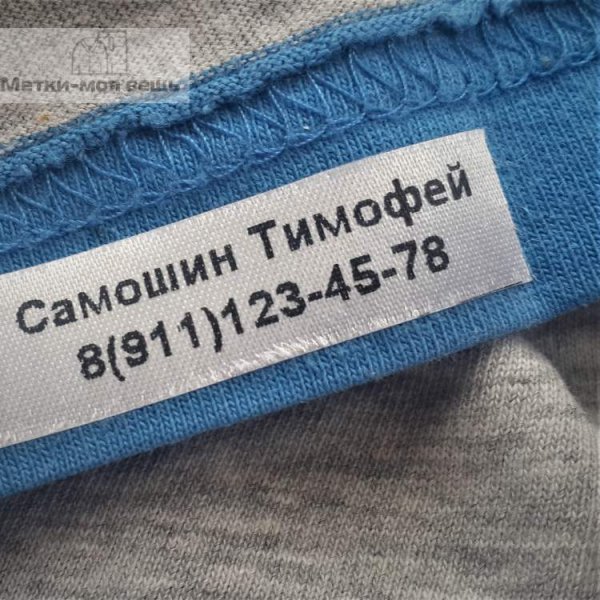 Метки-моя вещь
Самошин Тимофей
8(911)123-45-78